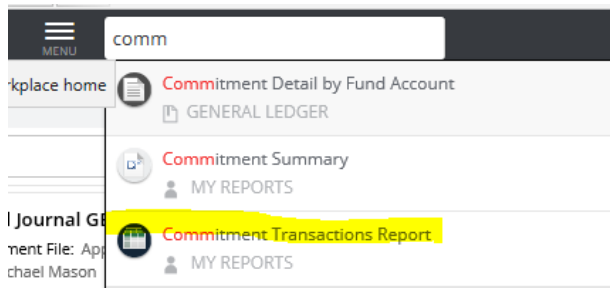 MENU
comm
rkplace home
Commitment Detail by Fund Account
GENERAL LEDGER
Commitment Summary
MY REPORTS
l Journal GE
Commitment Transactions Report
ment File: App
MY REPORTS
chael Mason